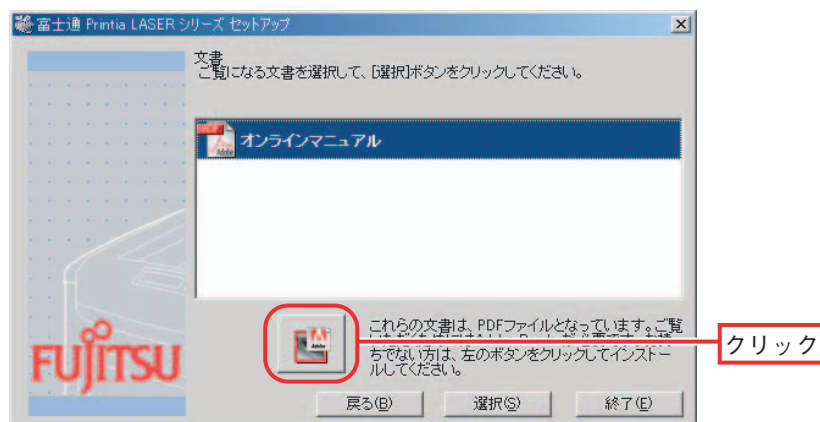 富士通 Printia LASER シリーズ セットアップ
文書
ご覧になる文書を選択して、[選択]ボタンをクリックしてください。
Adobe
オンラインマニュアル
これらの文書は、PDFファイルとなっています。ご覧
ちでない方は、左のボタンをクリックしてインストー
ルしてください。
クリック
FUJITSU
戻る(B)
選択(S)
終了(E)